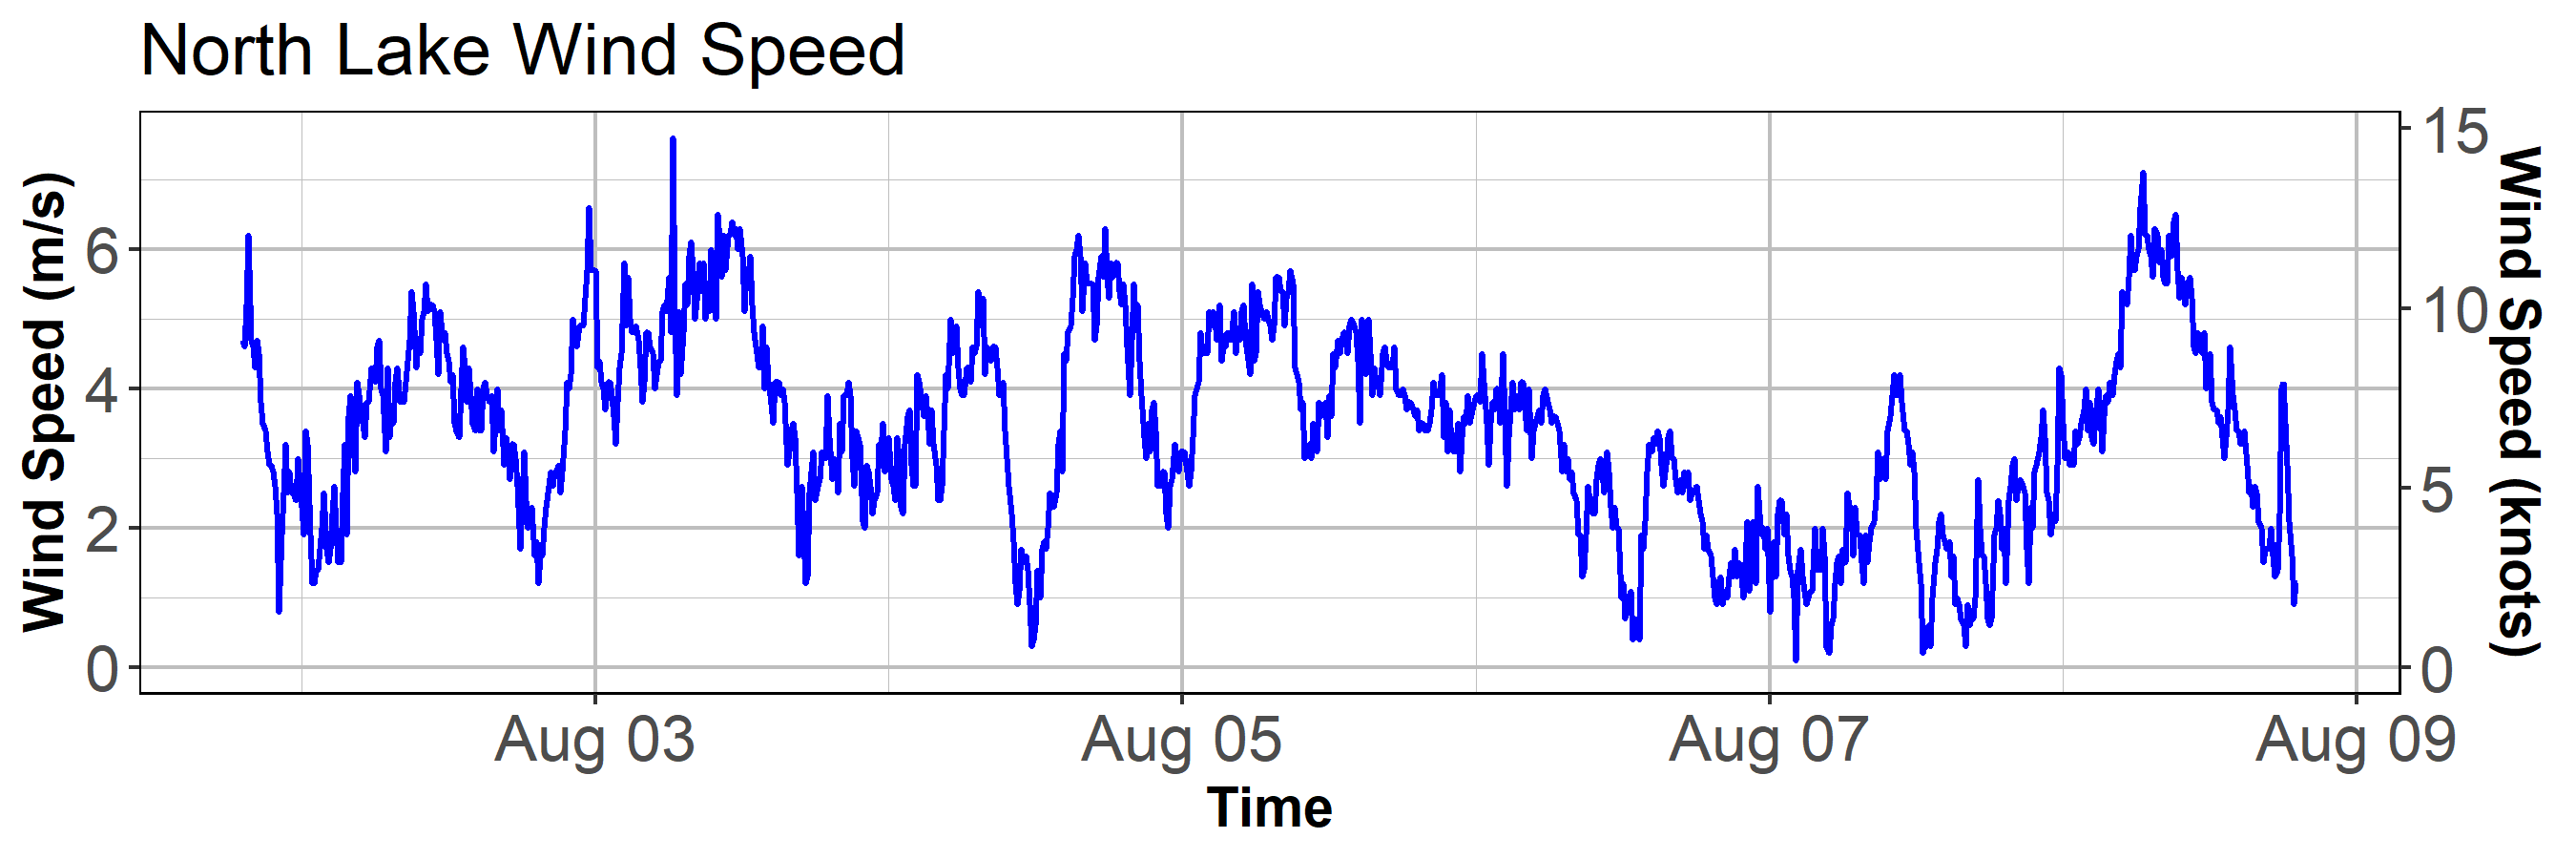 North Lake Wind Speed
Wind Speed (m/s)
6
4
2
0
15
10
5
0
Wind Speed (knots)
Aug 03
Aug 05
Aug 07
Aug 09
Time